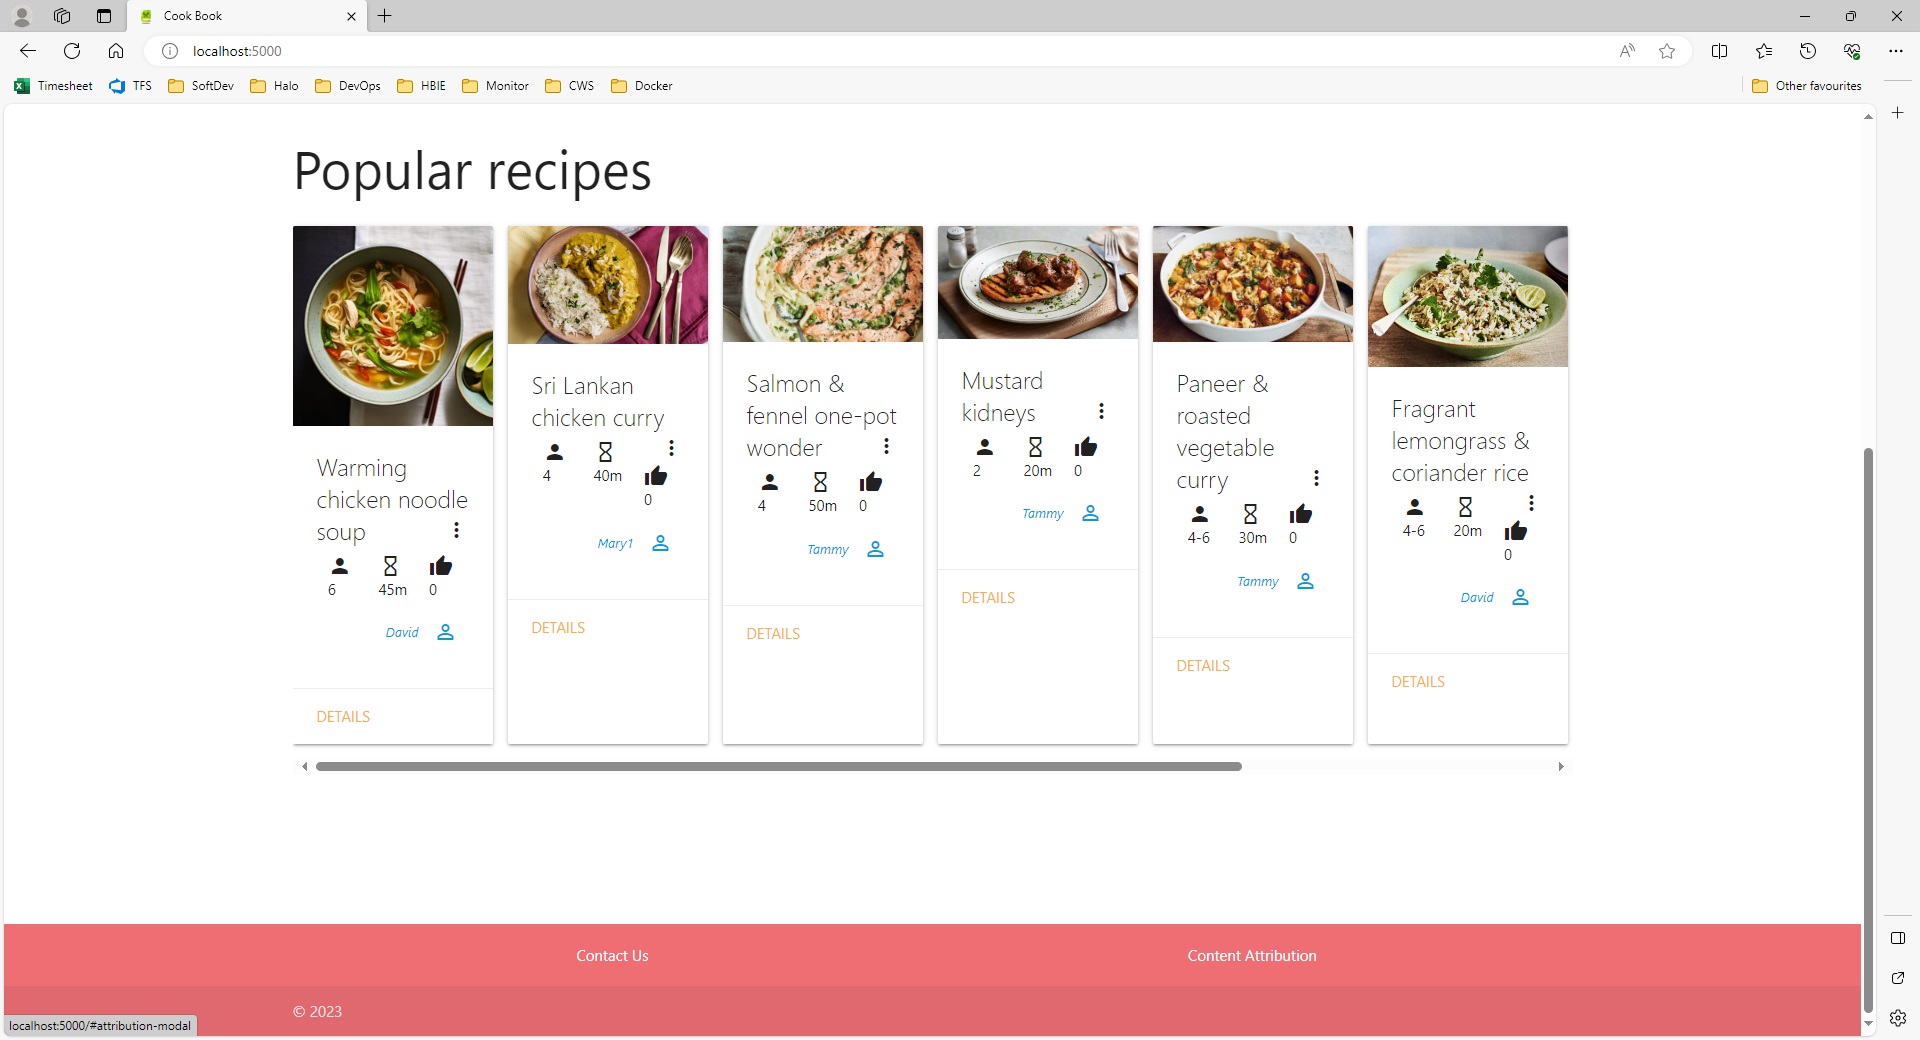 Cook Book
localhost:5000
Timesheet TFS SoftDev Halo DevOps HBIE Monitor CWS Docker Other favourites
Popular recipes
Warming
chicken noodle
soup
6 45m 0
David
DETAILS
Sri Lankan
chicken curry
4 40m 0
Mary1
DETAILS
Salmon &
fennel one-pot
wonder
4 50m 0
Tammy
DETAILS
Mustard
kidneys
2 20m 0
Tammy
DETAILS
Paneer &
roasted
vegetable
curry
4-6 30m 0
Tammy
DETAILS
Fragrant
lemongrass &
coriander rice
4-6 20m 0
David
DETAILS
Contact Us Content Attribution
© 2023
localhost:5000/#attribution-modal